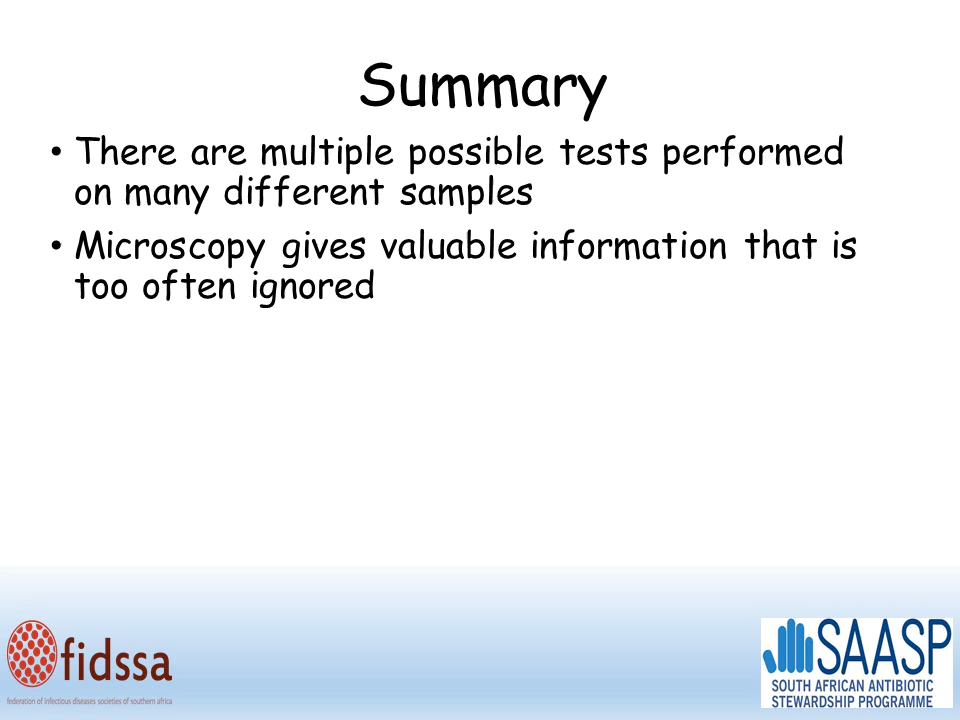 Summary
• There are multiple possible tests performed
on many different samples
• Microscopy gives valuable information that is
too often ignored
fidssa
federation of infectious diseases societies of southern africa
SAASP
SOUTH AFRICAN ANTIBIOTIC
STEWARDSHIP PROGRAMME